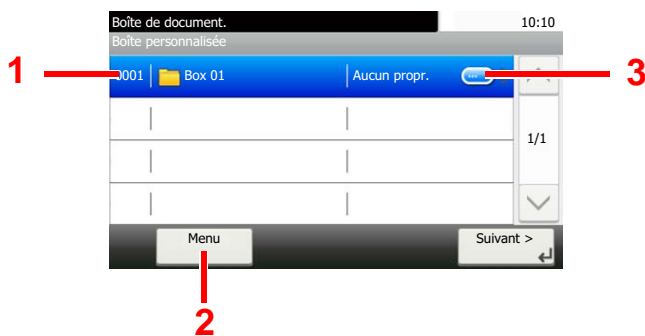 Boîte de document. 10:10
Boîte personnalisée
1 0001 Box 01 Aucun propr. ... 3
1/1
Menu Suivant >
2